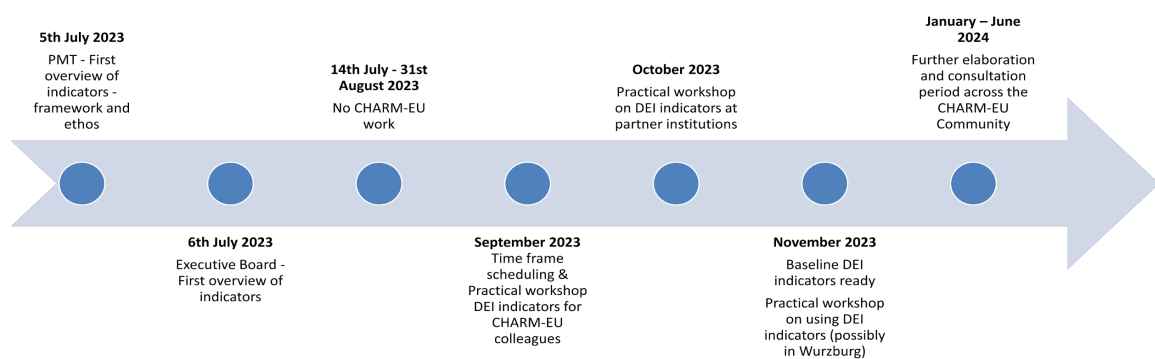 5th July 2023
PMT - First
overview of
indicators -
framework and
ethos
6th July 2023
Executive Board -
First overview of
indicators
14th July - 31st
August 2023
No CHARM-EU
work
September 2023
Time frame
scheduling &
Practical workshop
DEI indicators for
CHARM-EU
colleagues
October 2023
Practical workshop
on DEI indicators at
partner institutions
November 2023
Baseline DEI
indicators ready
Practical workshop
on using DEI
indicators (possibly
in Wurzburg)
January – June
2024
Further elaboration
and consultation
period across the
CHARM-EU
Community